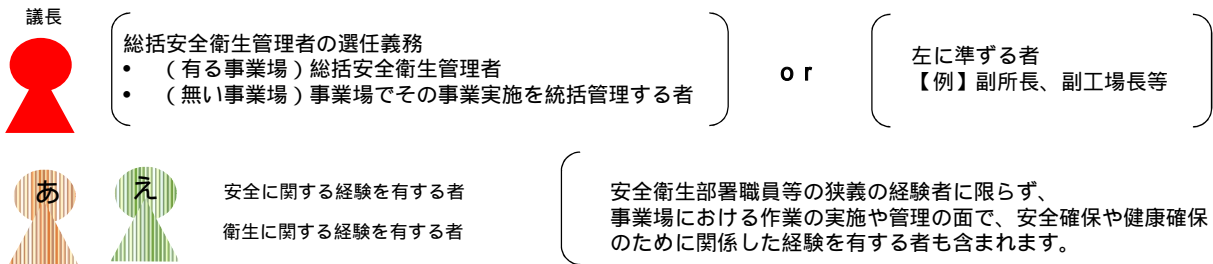 議長
総括安全衛生管理者の選任義務
• （有る事業場）総括安全衛生管理者
• （無い事業場）事業場でその事業実施を統括管理する者
ｏｒ
左に準ずる者
【例】副所長、副工場長等
あ
え
安全に関する経験を有する者
衛生に関する経験を有する者
安全衛生部署職員等の狭義の経験者に限らず、
事業場における作業の実施や管理の面で、安全確保や健康確保
のために関係した経験を有する者も含まれます。